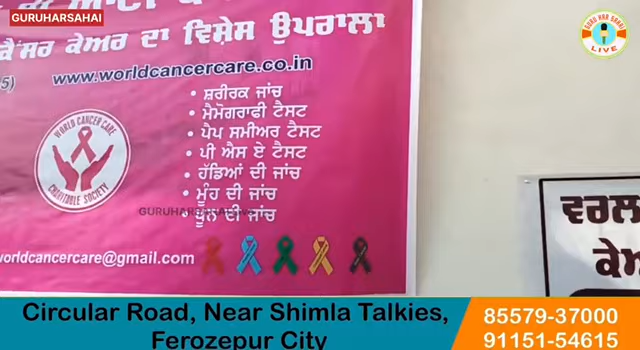 GURUHARSAHAI
ਕੈਂਸਰ ਕੇਅਰ ਦਾ ਵਿਸ਼ੇਸ ਉਪਰਾਲਾ
www.worldcancercare.co.in
• ਸ਼ਰੀਰਕ ਜਾਂਚ
• ਮੈਮੋਗਰਾਫੀ ਟੈਸਟ
• ਪੈਪ ਸਮੀਅਰ ਟੈਸਟ
• ਪੀ ਐਸ ਏ ਟੈਸਟ
• ਹੱਡਿਆਂ ਦੀ ਜਾਂਚ
• ਮੂੰਹ ਦੀ ਜਾਂਚ
• ਖੂਨ ਦੀ ਜਾਂਚ
WORLD CANCER CARE
CHARITABLE SOCIETY
worldcancercare@gmail.com
GURU HAR SAHAI
LIVE
Circular Road, Near Shimla Talkies,
Ferozepur City
85579-37000
91151-54615